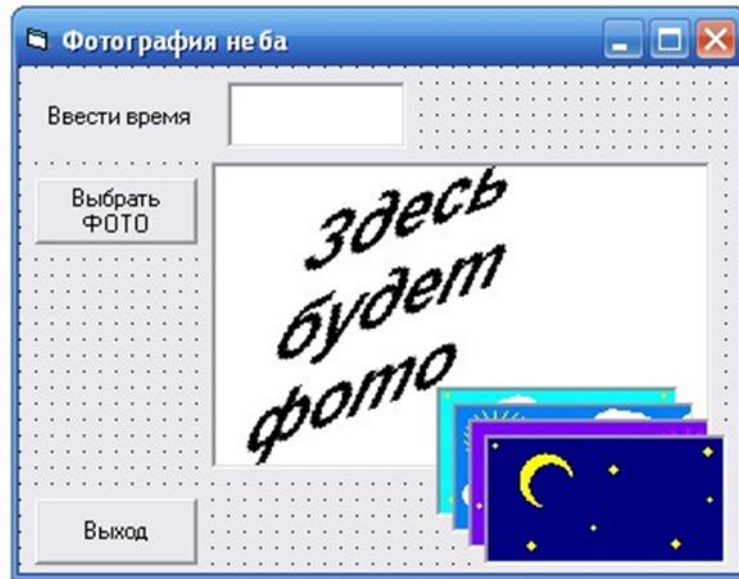 Фотография неба
Ввести время
Выбрать
ФОТО
Здесь
будет
фото
Выход